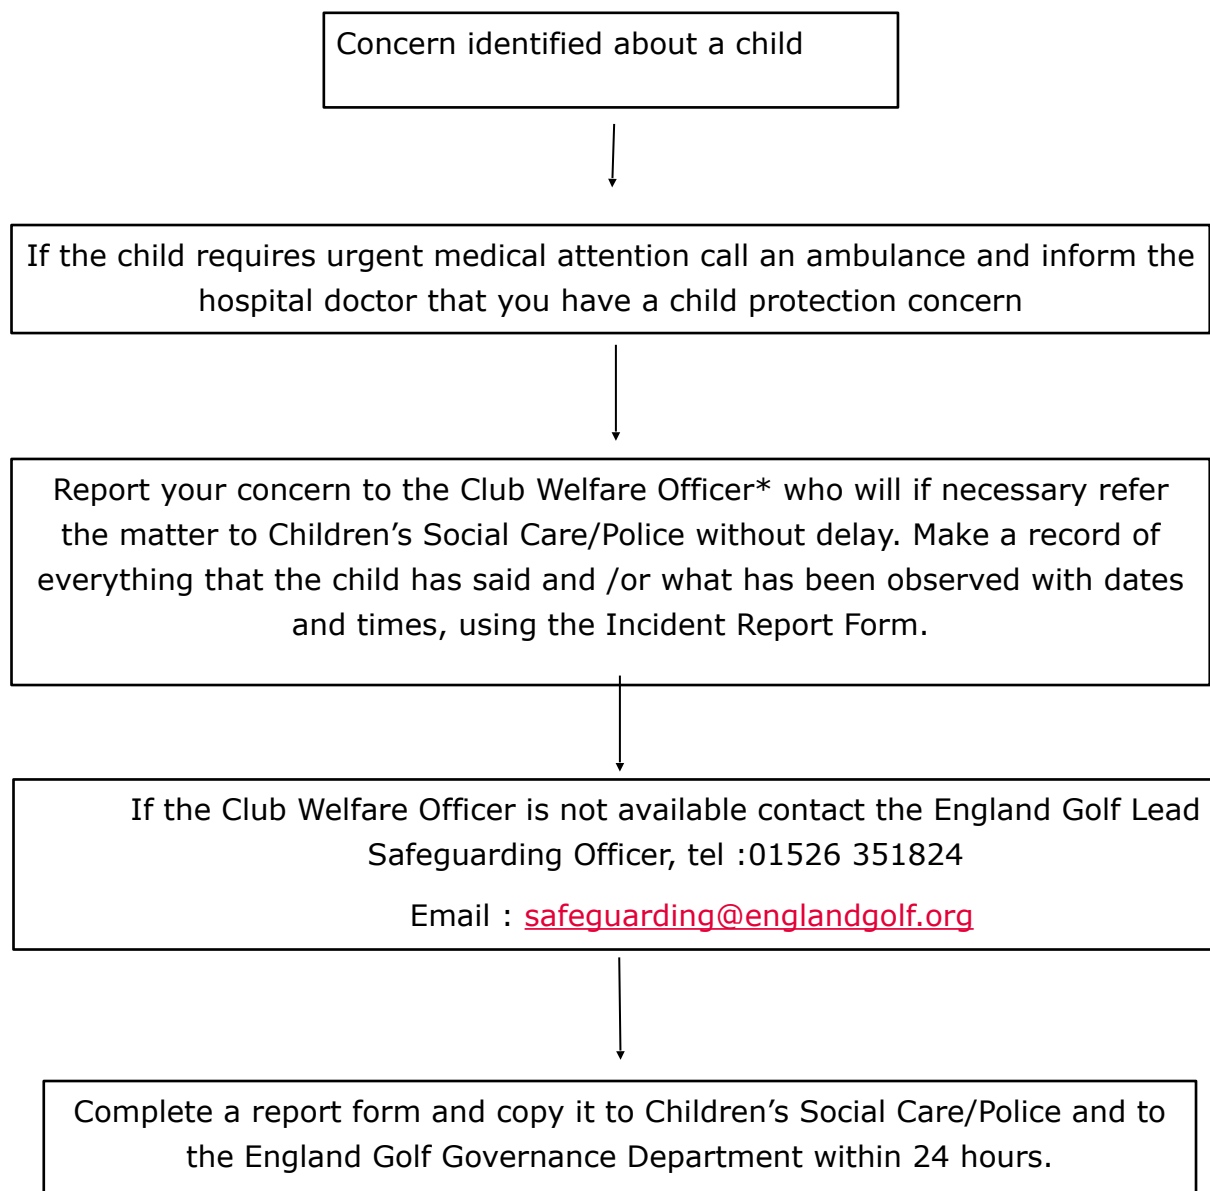 Concern identified about a child
If the child requires urgent medical attention call an ambulance and inform the
hospital doctor that you have a child protection concern
Report your concern to the Club Welfare Officer* who will if necessary refer
the matter to Children’s Social Care/Police without delay. Make a record of
everything that the child has said and /or what has been observed with dates
and times, using the Incident Report Form.
If the Club Welfare Officer is not available contact the England Golf Lead
Safeguarding Officer, tel :01526 351824
Email : safeguarding@englandgolf.org
Complete a report form and copy it to Children’s Social Care/Police and to
the England Golf Governance Department within 24 hours.